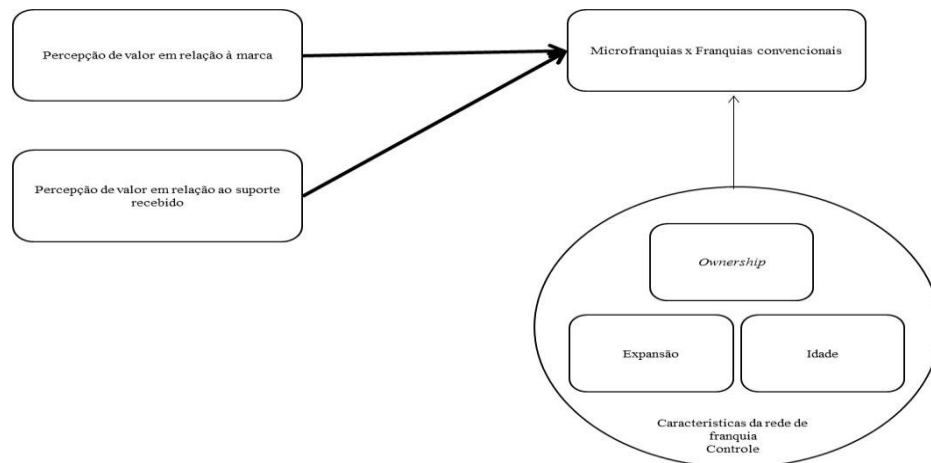 Percepção de valor em relação à marca
Microfranquias x Franquias convencionais
Percepção de valor em relação ao suporte
recebido
Ownership
Expansão
Idade
Características da rede de
franquia
Controle